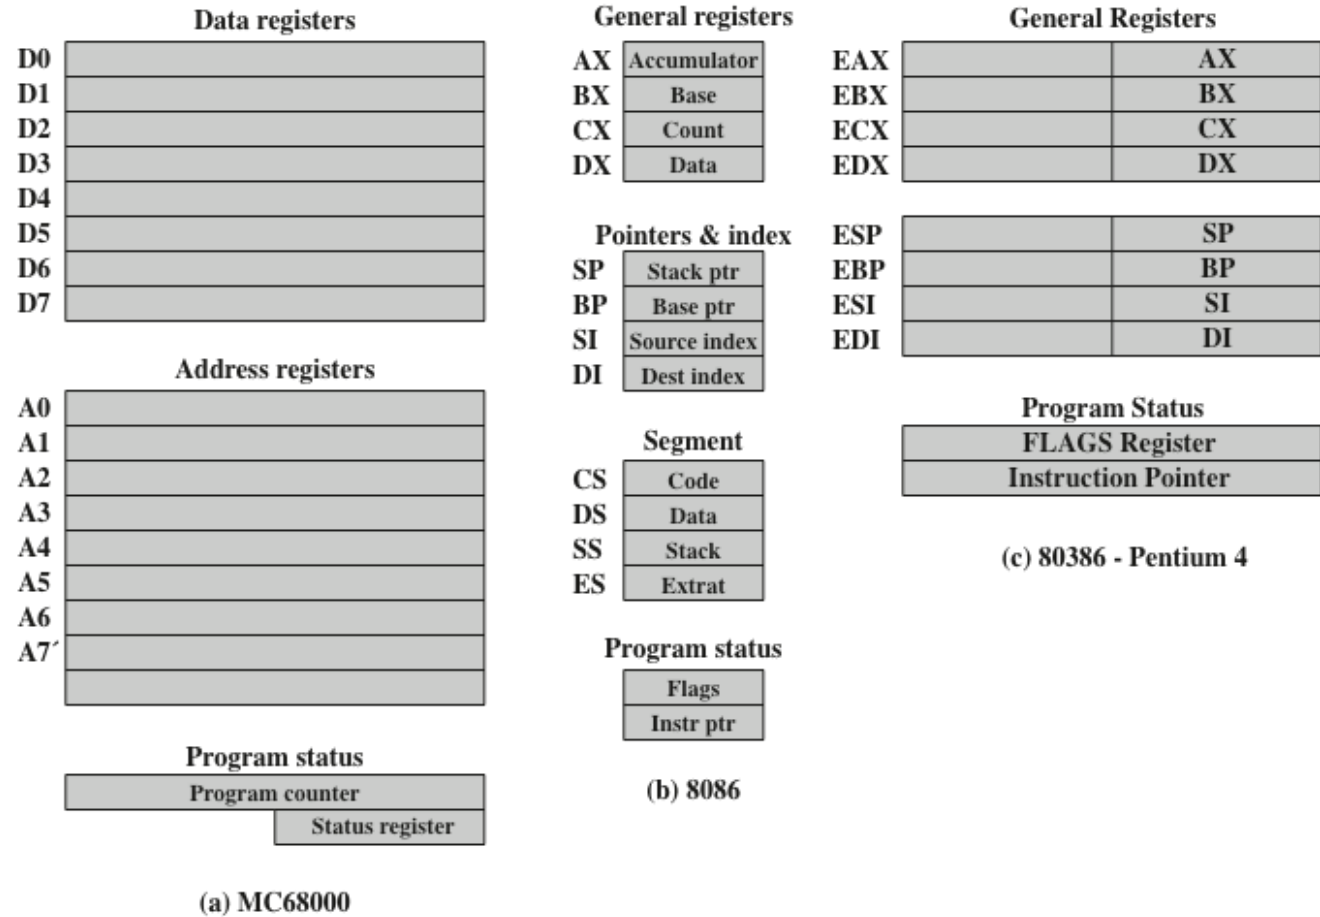 Data registers
D0
D1
D2
D3
D4
D5
D6
D7
Address registers
A0
A1
A2
A3
A4
A5
A6
A7´
Program status
Program counter
Status register
(a) MC68000
General registers
AX Accumulator
BX Base
CX Count
DX Data
Pointers & index
SP Stack ptr
BP Base ptr
SI Source index
DI Dest index
Segment
CS Code
DS Data
SS Stack
ES Extrat
Program status
Flags
Instr ptr
(b) 8086
General Registers
EAX AX
EBX BX
ECX CX
EDX DX
ESP SP
EBP BP
ESI SI
EDI DI
Program Status
FLAGS Register
Instruction Pointer
(c) 80386 - Pentium 4